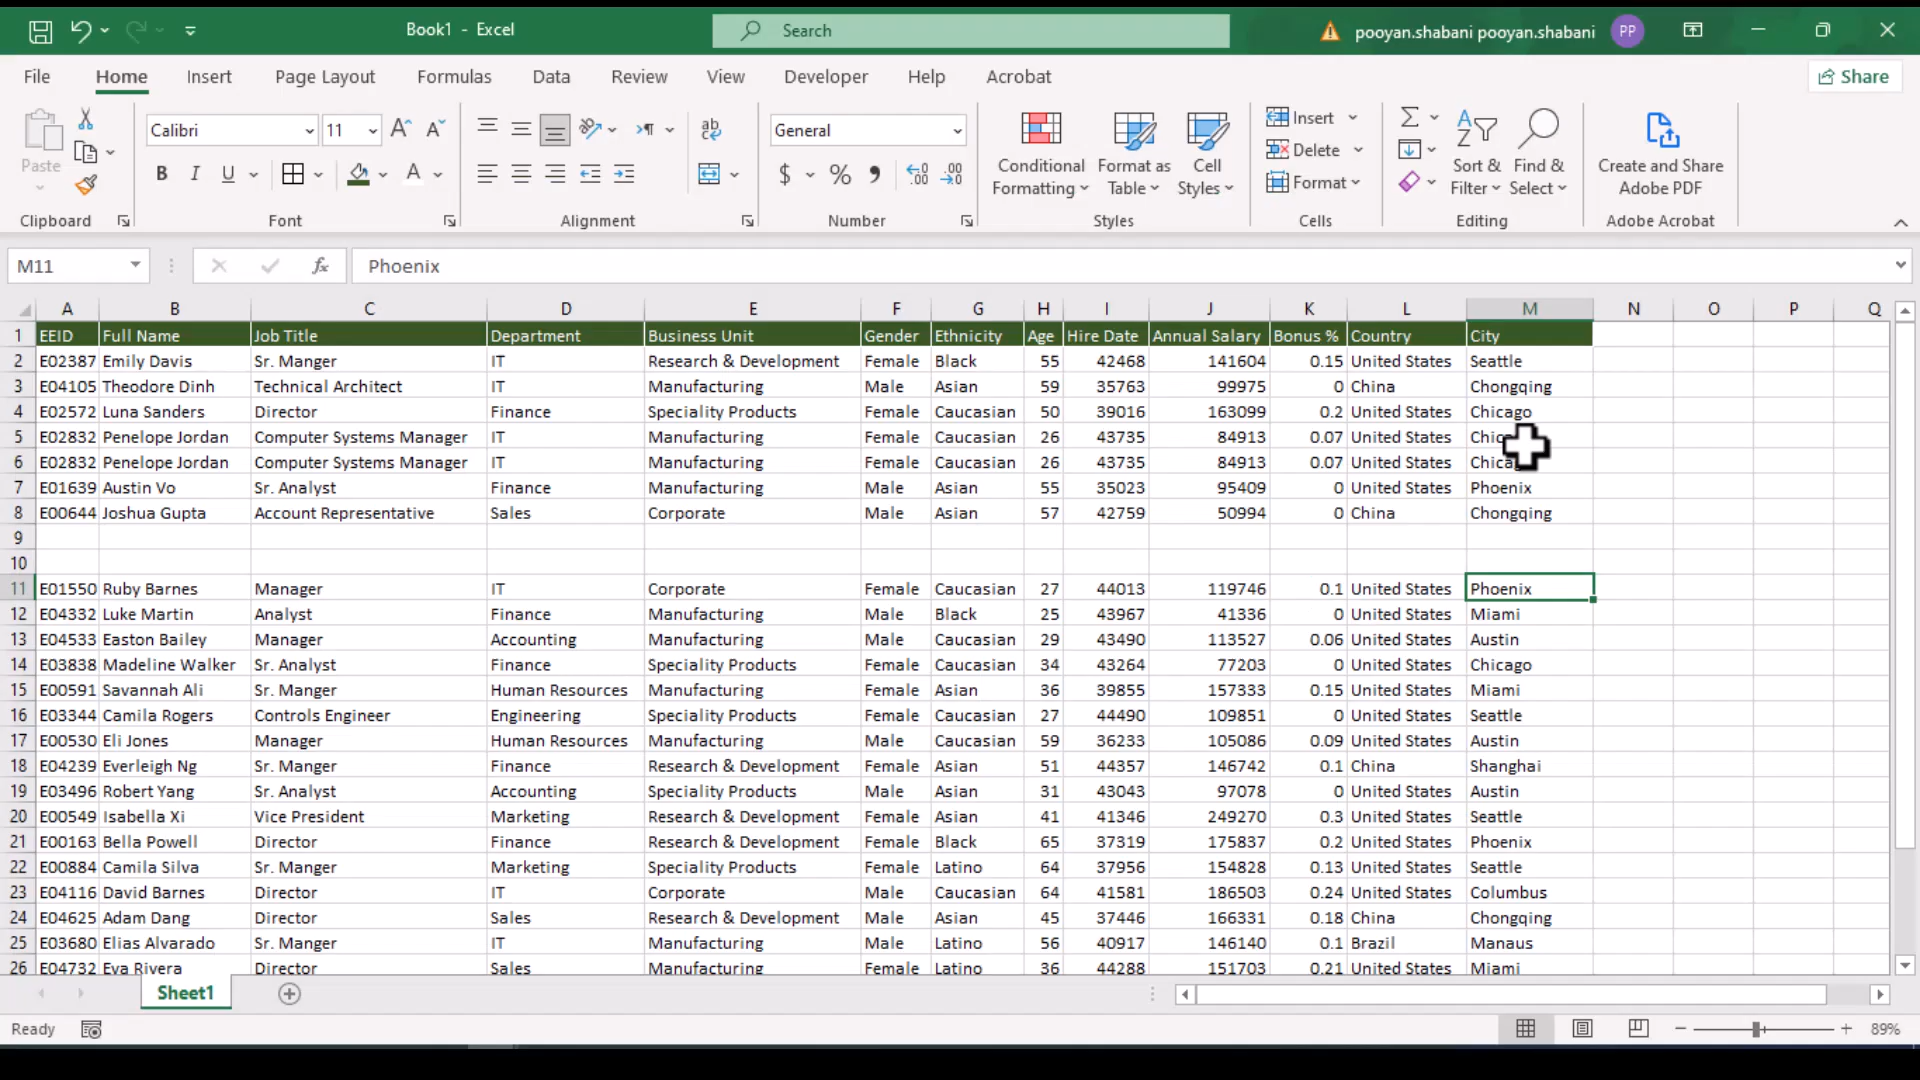 Book1 - Excel
Search
pooyan.shabani pooyan.shabani
PP
File Home Insert Page Layout Formulas Data Review View Developer Help Acrobat Share
Paste
Calibri 11
B I U A
ab
General
$ % 9
Conditional Formatting
Format as Table
Cell Styles
Insert
Delete
Format
Sort & Filter
Find & Select
Create and Share Adobe PDF
Clipboard Font Alignment Number Styles Cells Editing Adobe Acrobat
M11 fx Phoenix
A B C D E F G H I J K L M N O P Q
1 EEID Full Name Job Title Department Business Unit Gender Ethnicity Age Hire Date Annual Salary Bonus % Country City
2 E02387 Emily Davis Sr. Manger IT Research & Development Female Black 55 42468 141604 0.15 United States Seattle
3 E04105 Theodore Dinh Technical Architect IT Manufacturing Male Asian 59 35763 99975 0 China Chongqing
4 E02572 Luna Sanders Director Finance Speciality Products Female Caucasian 50 39016 163099 0.2 United States Chicago
5 E02832 Penelope Jordan Computer Systems Manager IT Manufacturing Female Caucasian 26 43735 84913 0.07 United States
6 E02832 Penelope Jordan Computer Systems Manager IT Manufacturing Female Caucasian 26 43735 84913 0.07 United States
7 E01639 Austin Vo Sr. Analyst Finance Manufacturing Male Asian 55 35023 95409 0 United States Phoenix
8 E00644 Joshua Gupta Account Representative Sales Corporate Male Asian 57 42759 50994 0 China Chongqing
9
10
11 E01550 Ruby Barnes Manager IT Corporate Female Caucasian 27 44013 119746 0.1 United States Phoenix
12 E04332 Luke Martin Analyst Finance Manufacturing Male Black 25 43967 41336 0 United States Miami
13 E04533 Easton Bailey Manager Accounting Manufacturing Male Caucasian 29 43490 113527 0.06 United States Austin
14 E03838 Madeline Walker Sr. Analyst Finance Speciality Products Female Caucasian 34 43264 77203 0 United States Chicago
15 E00591 Savannah Ali Sr. Manger Human Resources Manufacturing Female Asian 36 39855 157333 0.15 United States Miami
16 E03344 Camila Rogers Controls Engineer Engineering Speciality Products Female Caucasian 27 44490 109851 0 United States Seattle
17 E00530 Eli Jones Manager Human Resources Manufacturing Male Caucasian 59 36233 105086 0.09 United States Austin
18 E04239 Everleigh Ng Sr. Manger Finance Research & Development Female Asian 51 44357 146742 0.1 China Shanghai
19 E03496 Robert Yang Sr. Analyst Accounting Speciality Products Male Asian 31 43043 97078 0 United States Austin
20 E00549 Isabella Xi Vice President Marketing Research & Development Female Asian 41 41346 249270 0.3 United States Seattle
21 E00163 Bella Powell Director Finance Research & Development Female Black 65 37319 175837 0.2 United States Phoenix
22 E00884 Camila Silva Sr. Manger Marketing Speciality Products Female Latino 64 37956 154828 0.13 United States Seattle
23 E04116 David Barnes Director IT Corporate Male Caucasian 64 41581 186503 0.24 United States Columbus
24 E04625 Adam Dang Director Sales Research & Development Male Asian 45 37446 166331 0.18 China Chongqing
25 E03680 Elias Alvarado Sr. Manger IT Manufacturing Male Latino 56 40917 146140 0.1 Brazil Manaus
26 E04732 Eva Rivera Director Sales Manufacturing Female Latino 36 44288 151703 0.21 United States Miami
Sheet1
Ready 89%